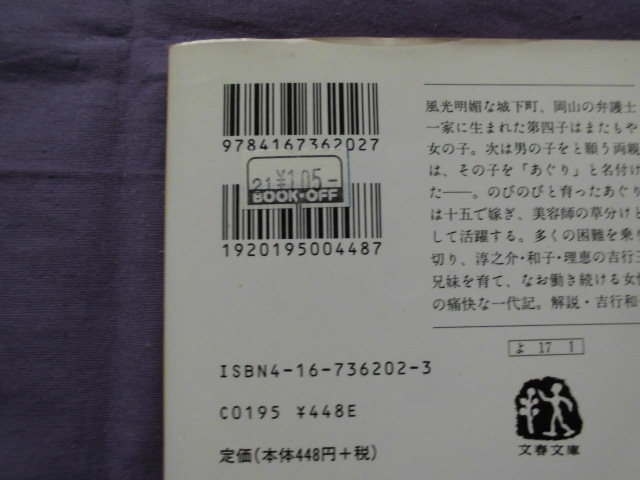 9784167362027
21 ¥105-
BOOK・OFF
1920195004487
ISBN4-16-736202-3
C0195 ¥448E
定価(本体448円+税)
風光明媚な城下町、岡山の弁護士
一家に生まれた第四子はまたもや
女の子。次は男の子をと願う両親
は、その子を「あぐり」と名付け
た――。のびのびと育ったあぐり
は十五で嫁ぎ、美容師の草分けと
して活躍する。多くの困難を乗り
切り、淳之介・和子・理恵の吉行三
兄妹を育て、なお働き続ける女性
の痛快な一代記。解説・吉行和
よ 17 1
文春文庫